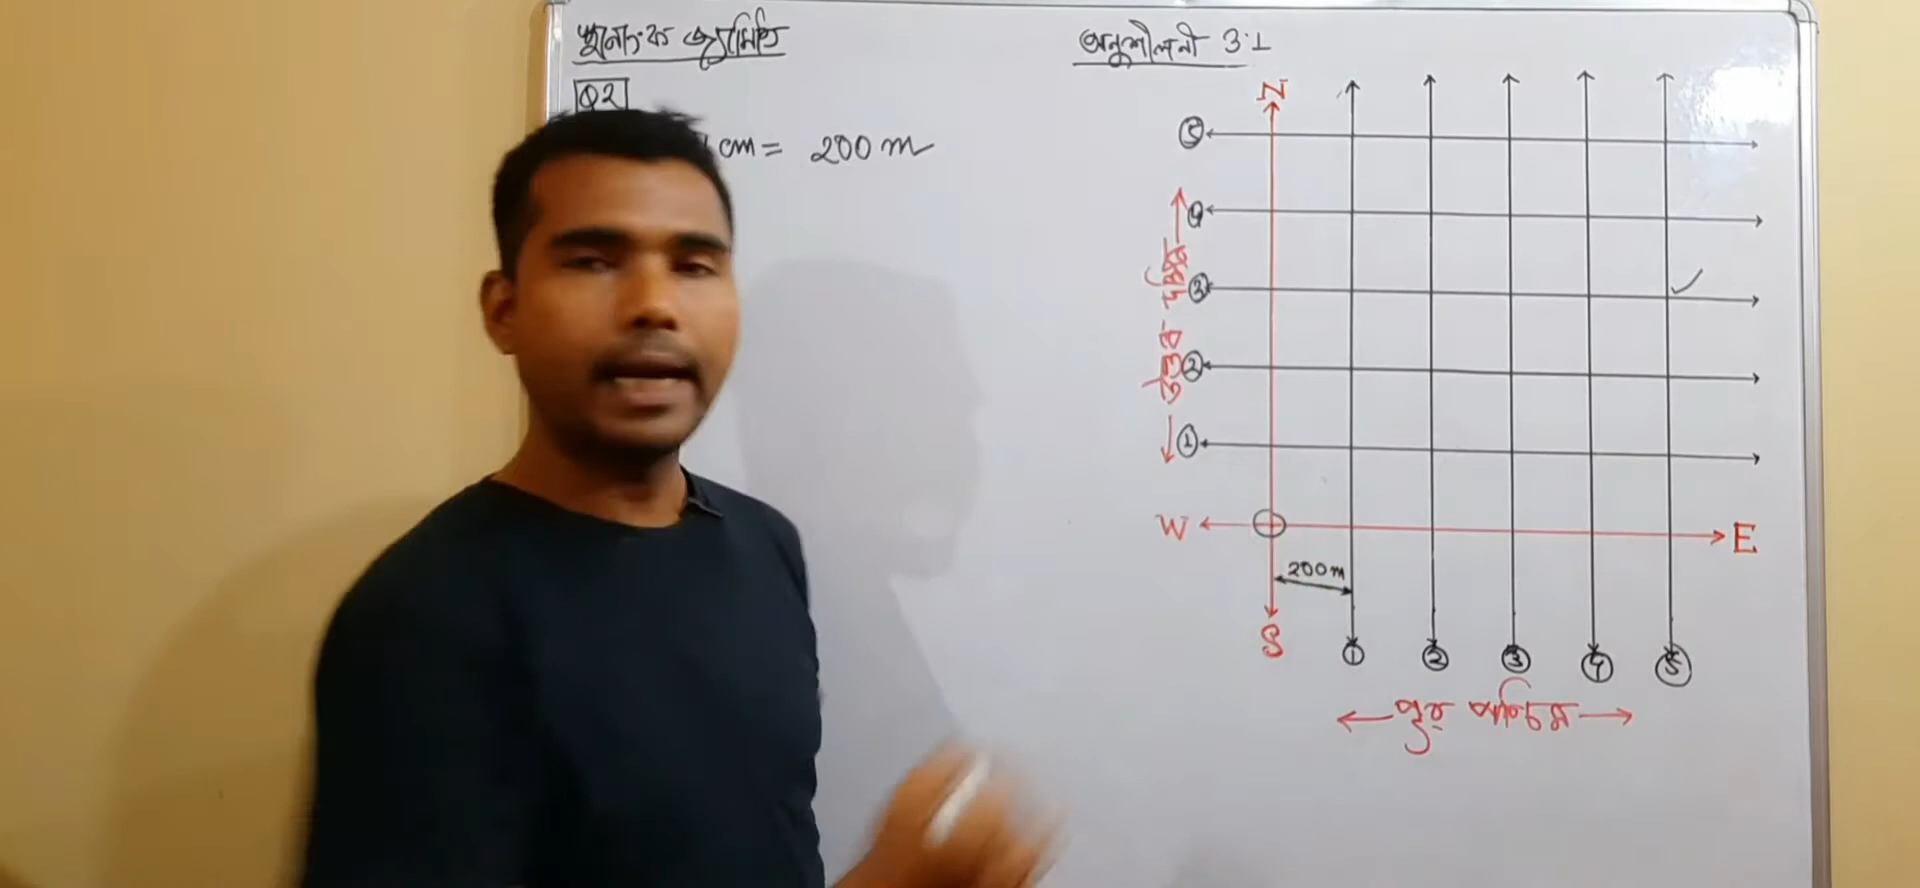 স্থানাংক জ্যামিতি
অনুশীলনী 3.1
Q2
cm = 200 m
N
5
4
3
2
1
উত্তর দক্ষিণ
W
E
200 m
S
1 2 3 4 5
পূব পশ্চিম